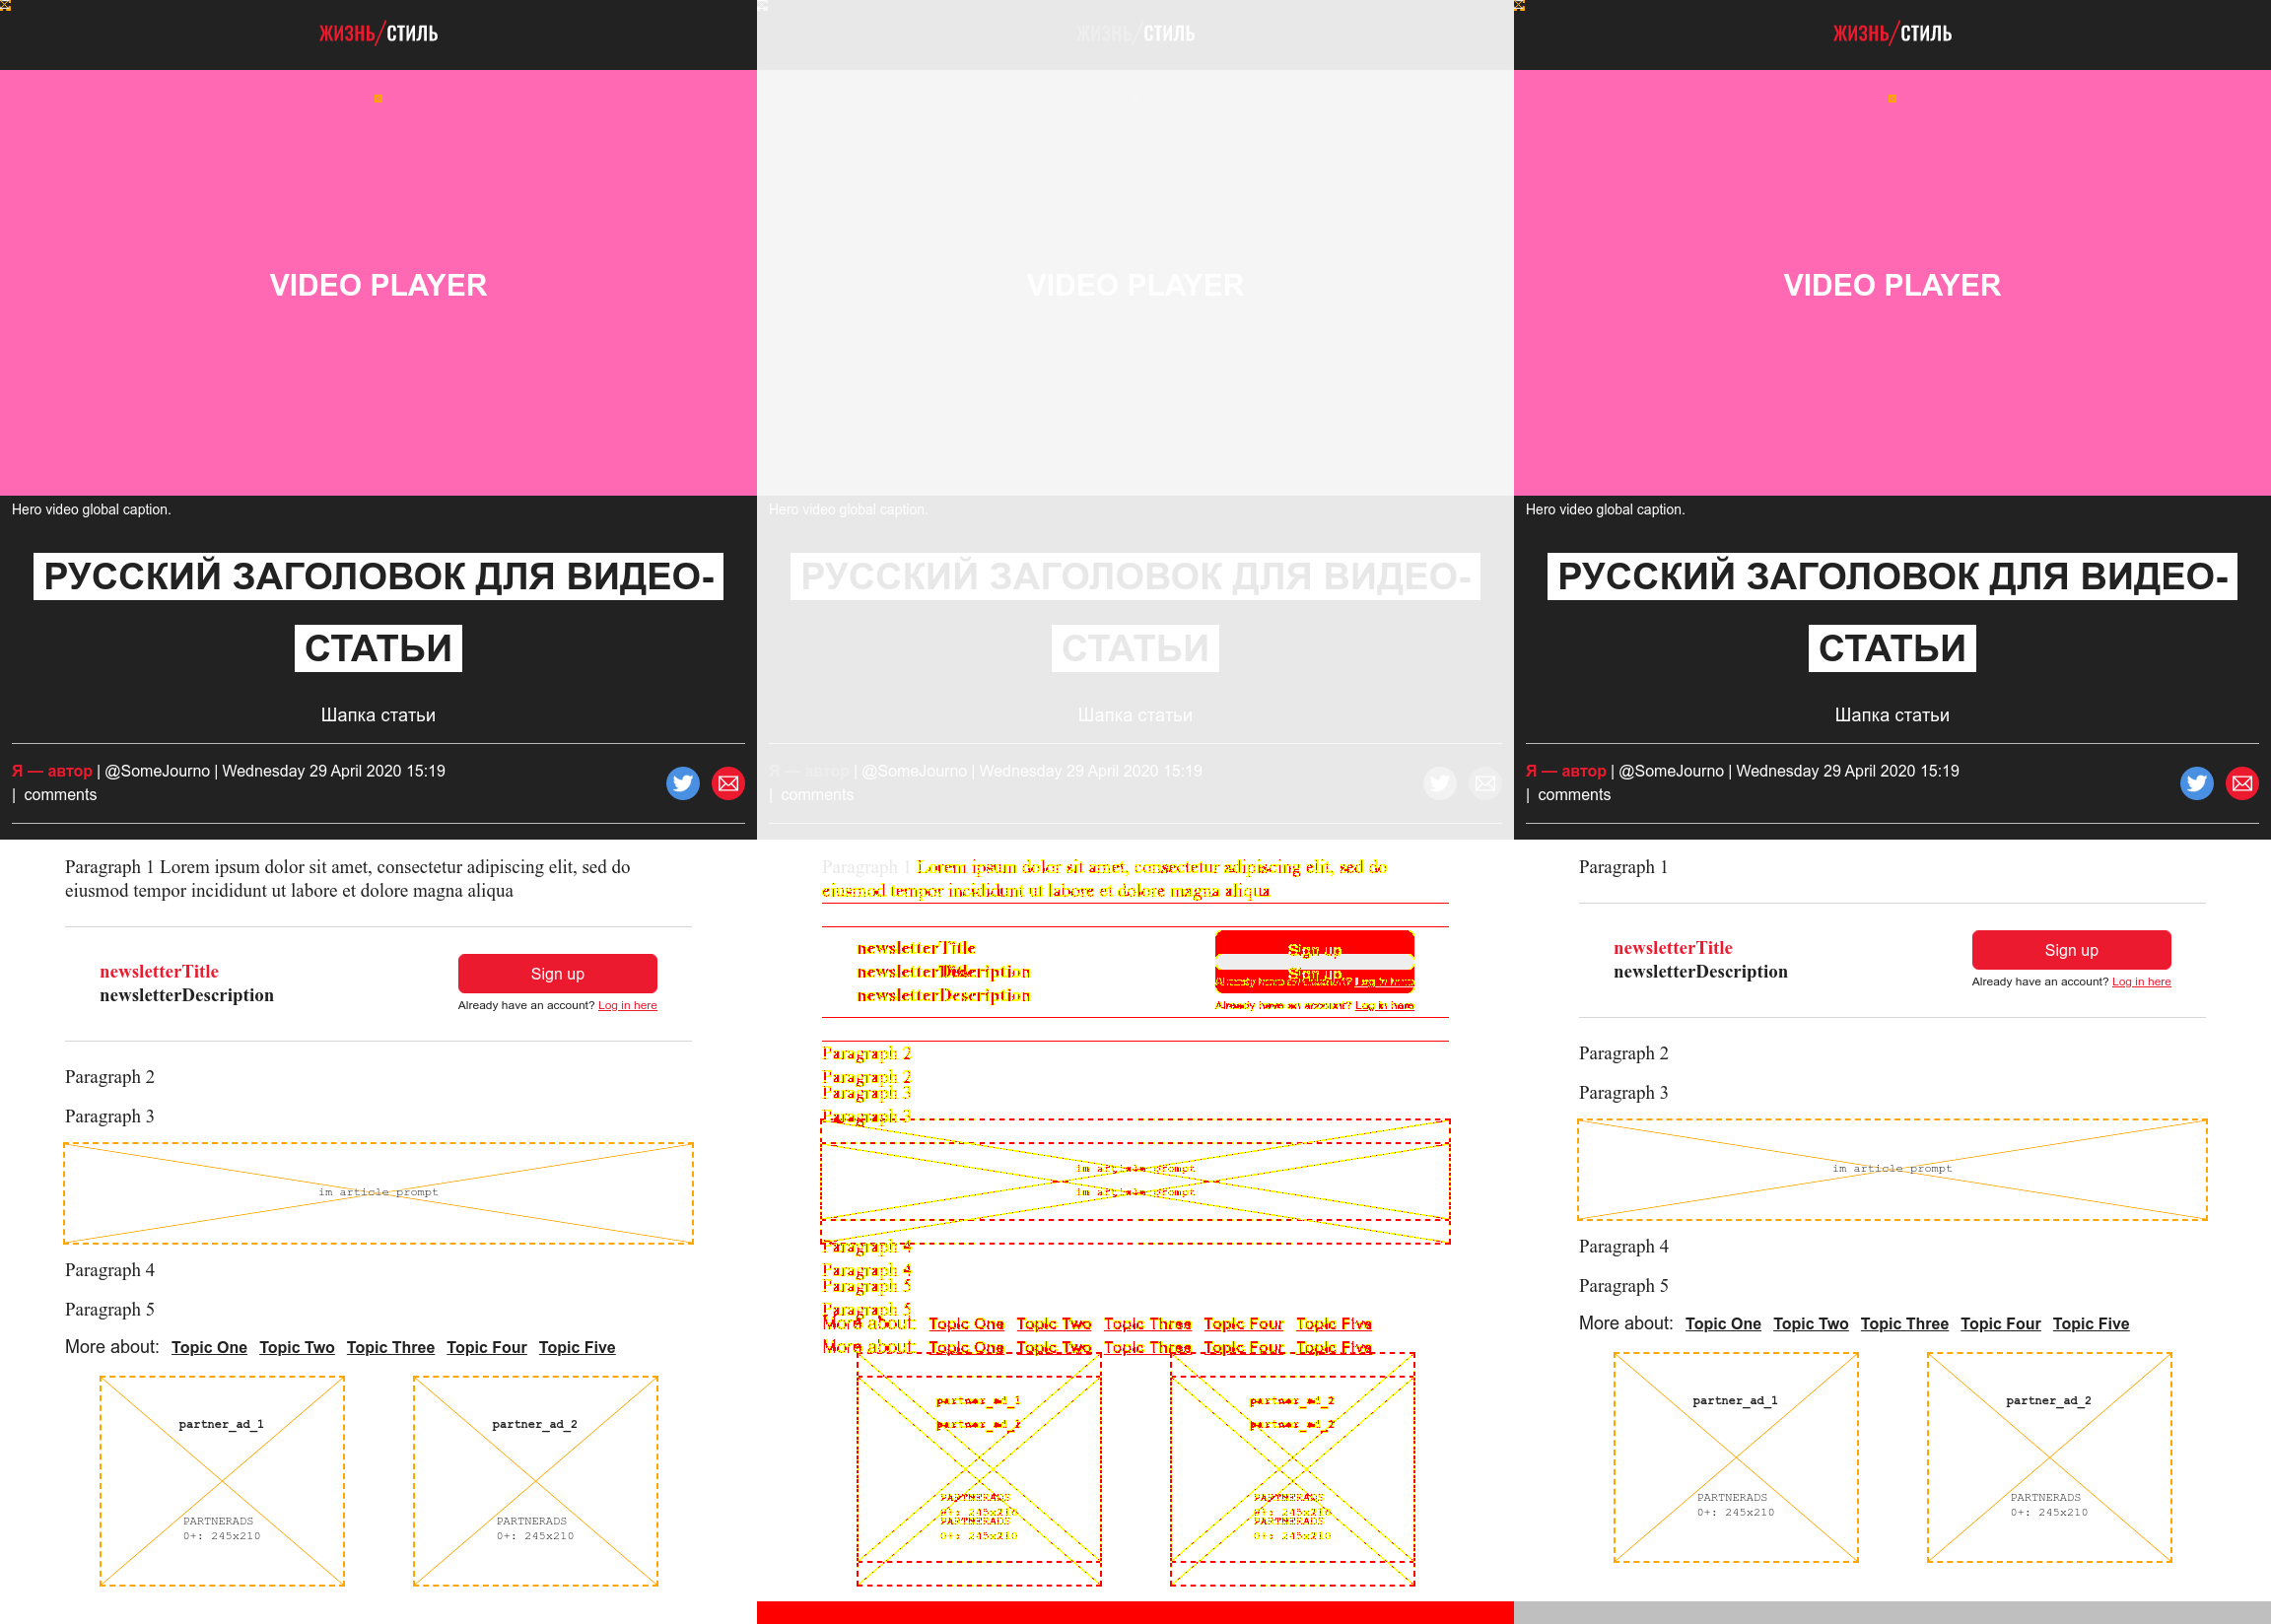 ЖИЗНЬ/СТИЛЬ
VIDEO PLAYER
Hero video global caption.
РУССКИЙ ЗАГОЛОВОК ДЛЯ ВИДЕО-
СТАТЬИ
Шапка статьи
Я — автор | @SomeJourno | Wednesday 29 April 2020 15:19
| comments
Paragraph 1 Lorem ipsum dolor sit amet, consectetur adipiscing elit, sed do
eiusmod tempor incididunt ut labore et dolore magna aliqua
newsletterTitle
newsletterDescription
Sign up
Already have an account? Log in here
Paragraph 2
Paragraph 3
im article prompt
Paragraph 4
Paragraph 5
More about: Topic One Topic Two Topic Three Topic Four Topic Five
partner_ad_1
PARTNERADS
0+: 245x210
partner_ad_2
PARTNERADS
0+: 245x210
ЖИЗНЬ/СТИЛЬ
VIDEO PLAYER
Hero video global caption.
РУССКИЙ ЗАГОЛОВОК ДЛЯ ВИДЕО-
СТАТЬИ
Шапка статьи
Я — автор | @SomeJourno | Wednesday 29 April 2020 15:19
| comments
Paragraph 1 Lorem ipsum dolor sit amet, consectetur adipiscing elit, sed do
eiusmod tempor incididunt ut labore et dolore magna aliqua
newsletterTitle
newsletterDescription
Sign up
Sign up
Already have an account? Log in here
Paragraph 2
Paragraph 2
Paragraph 3
Paragraph 3
im article prompt
im article prompt
Paragraph 4
Paragraph 4
Paragraph 5
Paragraph 5
More about: Topic One Topic Two Topic Three Topic Four Topic Five
More about: Topic One Topic Two Topic Three Topic Four Topic Five
partner_ad_1
partner_ad_1
PARTNERADS
0+: 245x210
PARTNERADS
0+: 245x210
partner_ad_2
partner_ad_2
PARTNERADS
0+: 245x210
PARTNERADS
0+: 245x210
ЖИЗНЬ/СТИЛЬ
VIDEO PLAYER
Hero video global caption.
РУССКИЙ ЗАГОЛОВОК ДЛЯ ВИДЕО-
СТАТЬИ
Шапка статьи
Я — автор | @SomeJourno | Wednesday 29 April 2020 15:19
| comments
Paragraph 1
newsletterTitle
newsletterDescription
Sign up
Already have an account? Log in here
Paragraph 2
Paragraph 3
im article prompt
Paragraph 4
Paragraph 5
More about: Topic One Topic Two Topic Three Topic Four Topic Five
partner_ad_1
PARTNERADS
0+: 245x210
partner_ad_2
PARTNERADS
0+: 245x210